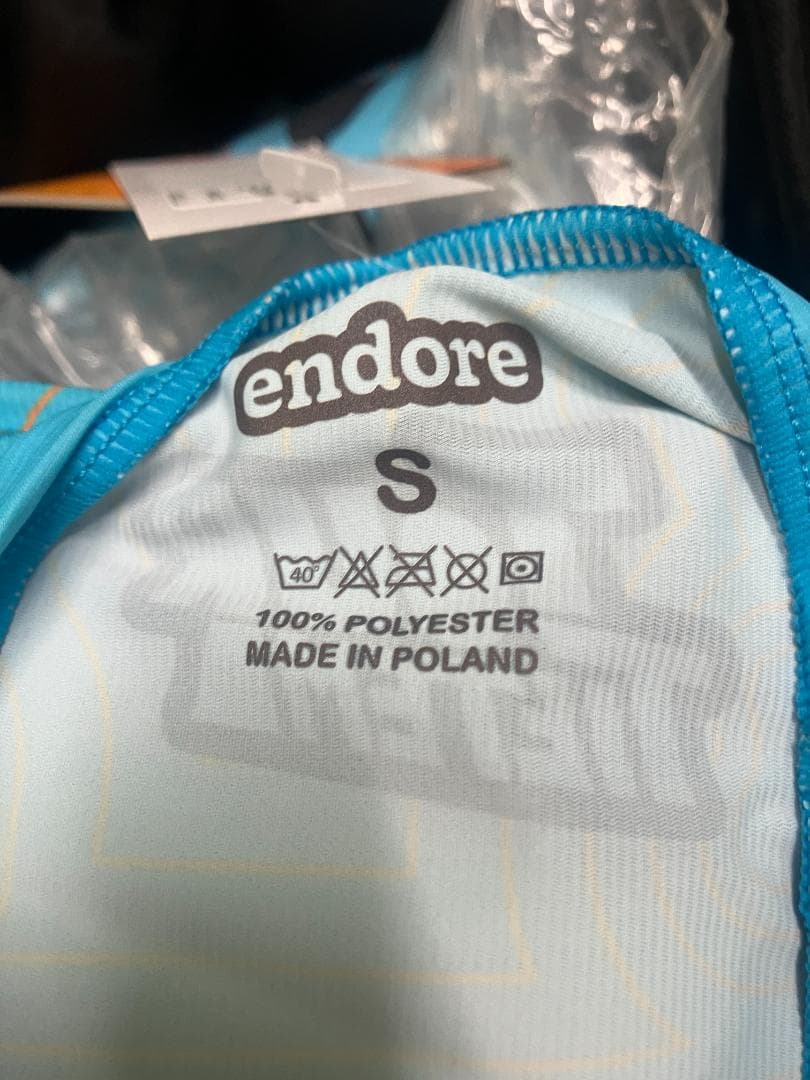 endore
S
40°
100% POLYESTER
MADE IN POLAND